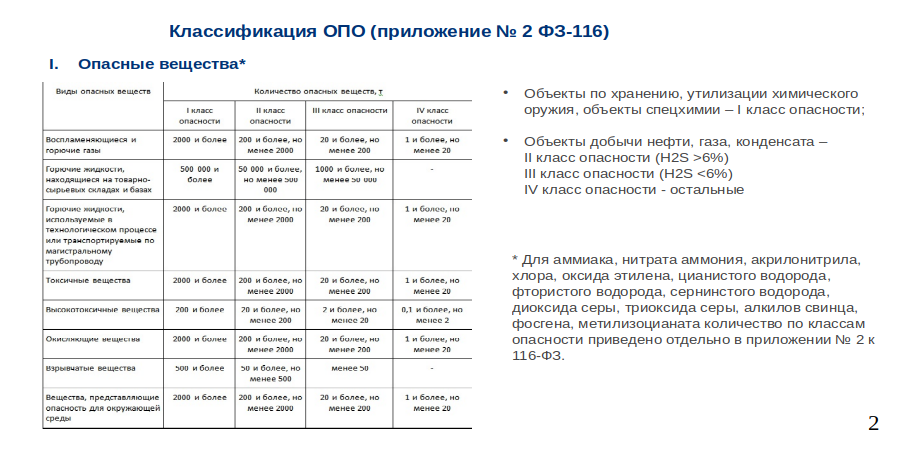 Классификация ОПО (приложение № 2 ФЗ-116)
I. Опасные вещества*
Виды опасных веществ
Количество опасных веществ, т
I класс опасности
II класс опасности
III класс опасности
IV класс опасности
Воспламеняющиеся и
горючие газы
2000 и более
200 и более, но
менее 2000
20 и более, но
менее 200
1 и более, но
менее 20
Горючие жидкости,
находящиеся на товарно-
сырьевых складах и базах
500 000 и
более
50 000 и более,
но менее 500
000
1000 и более, но
менее 50 000
-
Горючие жидкости,
используемые в
технологическом процессе
или транспортируемые по
магистральному
трубопроводу
2000 и более
200 и более, но
менее 2000
20 и более, но
менее 200
1 и более, но
менее 20
Токсичные вещества
2000 и более
200 и более, но
менее 2000
20 и более, но
менее 200
1 и более, но
менее 20
Высокотоксичные вещества
200 и более
20 и более, но
менее 200
2 и более, но
менее 20
0,1 и более, но
менее 2
Окисляющие вещества
2000 и более
200 и более, но
менее 2000
20 и более, но
менее 200
1 и более, но
менее 20
Взрывчатые вещества
500 и более
50 и более, но
менее 500
менее 50
-
Вещества, представляющие
опасность для окружающей
среды
2000 и более
200 и более, но
менее 2000
20 и более, но
менее 200
1 и более, но
менее 20
• Объекты по хранению, утилизации химического
оружия, объекты спецхимии – I класс опасности;
• Объекты добычи нефти, газа, конденсата –
II класс опасности (H2S >6%)
III класс опасности (H2S <6%)
IV класс опасности - остальные
* Для аммиака, нитрата аммония, акрилонитрила,
хлора, оксида этилена, цианистого водорода,
фтористого водорода, сернистого водорода,
диоксида серы, триоксида серы, алкилов свинца,
фосгена, метилизоцианата количество по классам
опасности приведено отдельно в приложении № 2 к
116-ФЗ.
2